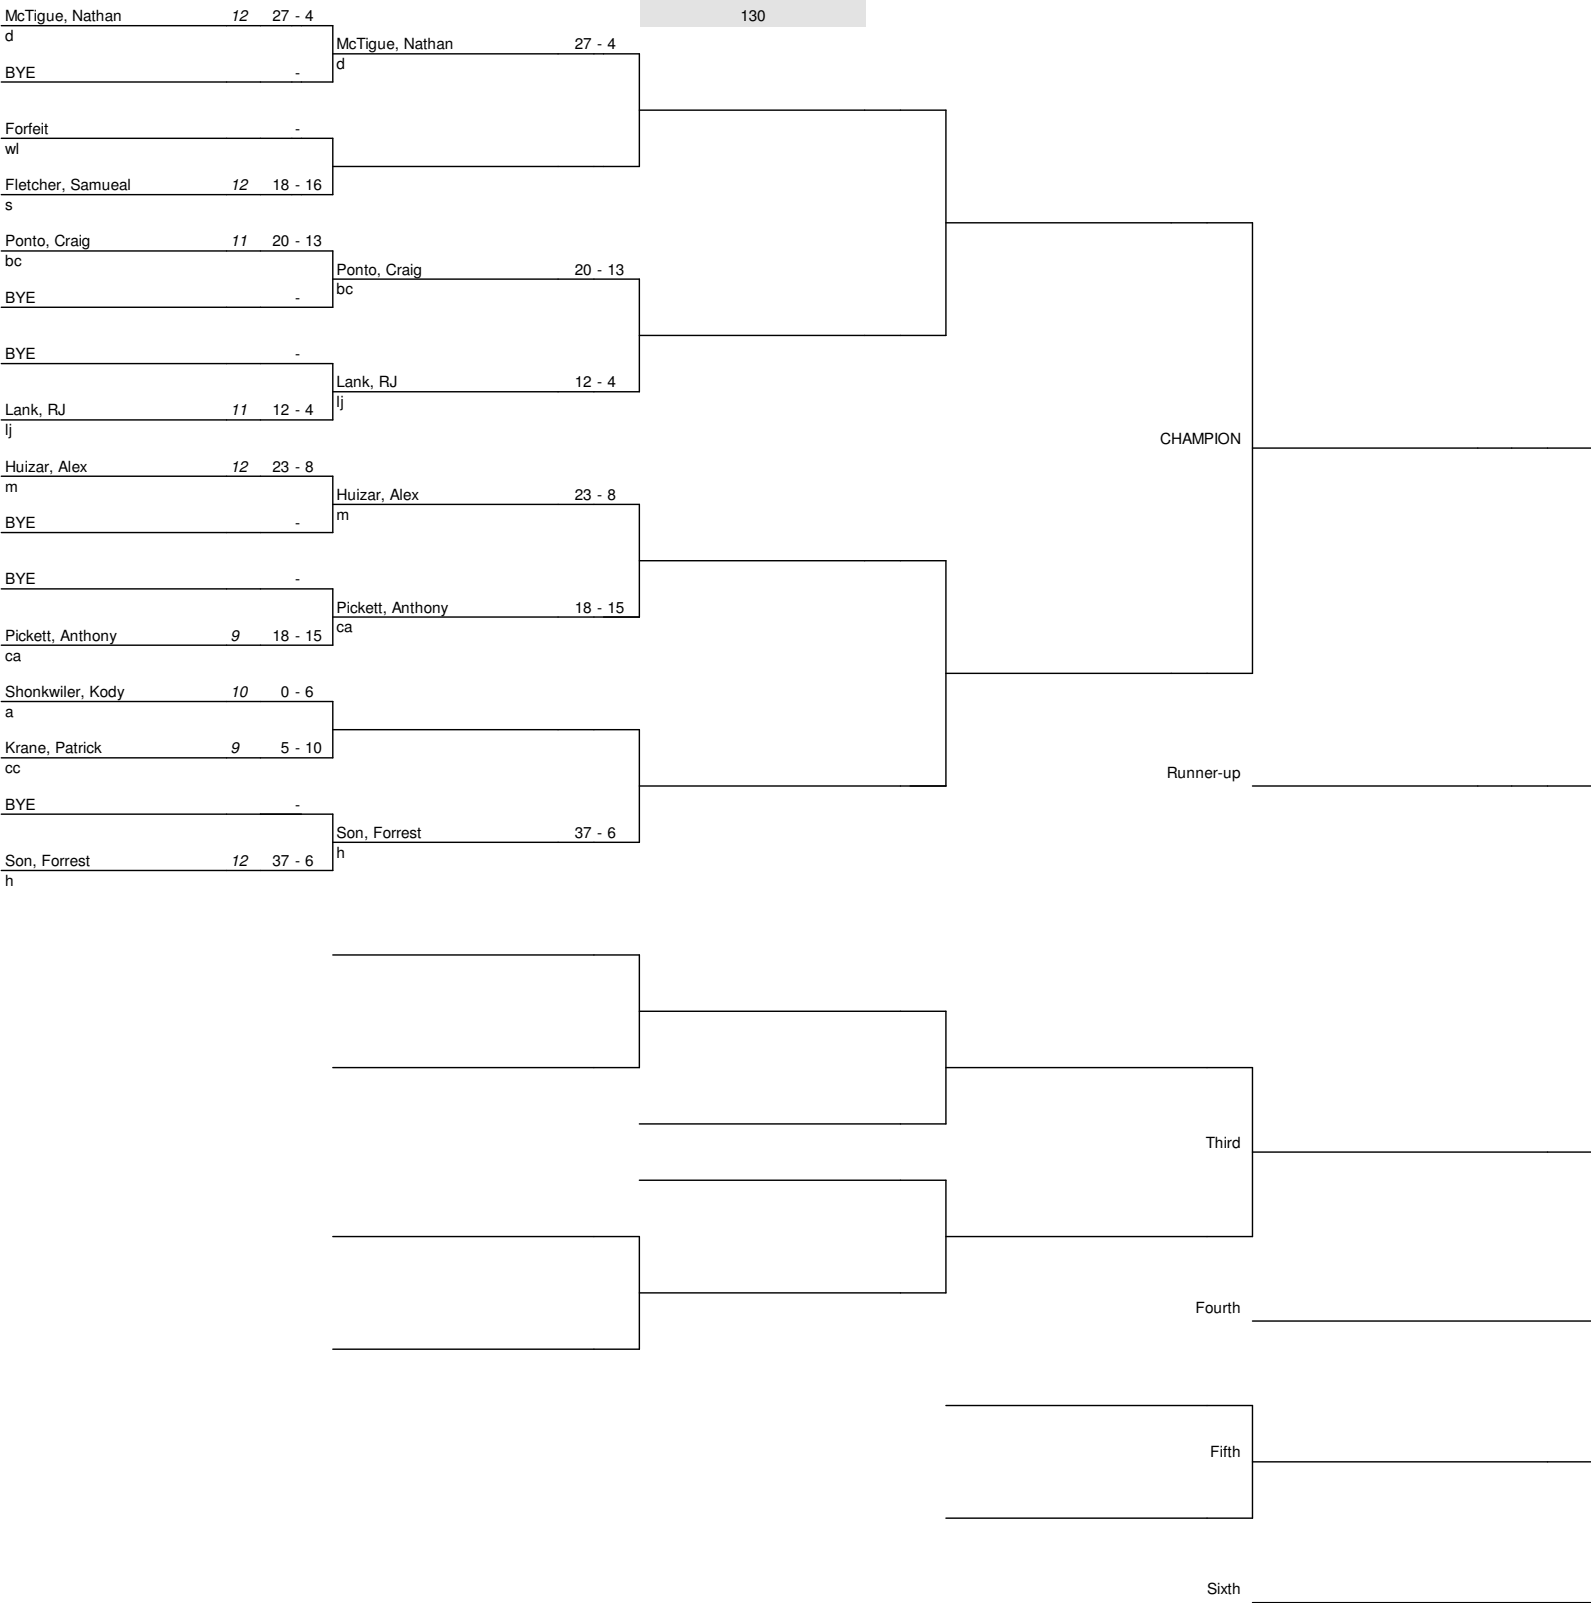 McTigue, Nathan 12 27 - 4 130
d McTigue, Nathan 27 - 4
BYE - d
Forfeit -
wl
Fletcher, Samueal 12 18 - 16
s
Ponto, Craig 11 20 - 13
bc Ponto, Craig 20 - 13
BYE - bc
BYE -
Lank, RJ 12 - 4
Lank, RJ 11 12 - 4 lj
lj
CHAMPION
Huizar, Alex 12 23 - 8
m Huizar, Alex 23 - 8
BYE - m
BYE -
Pickett, Anthony 18 - 15
Pickett, Anthony 9 18 - 15 ca
ca
Shonkwiler, Kody 10 0 - 6
a
Krane, Patrick 9 5 - 10
cc
Runner-up
BYE -
Son, Forrest 37 - 6
Son, Forrest 12 37 - 6 h
h
Third
Fourth
Fifth
Sixth